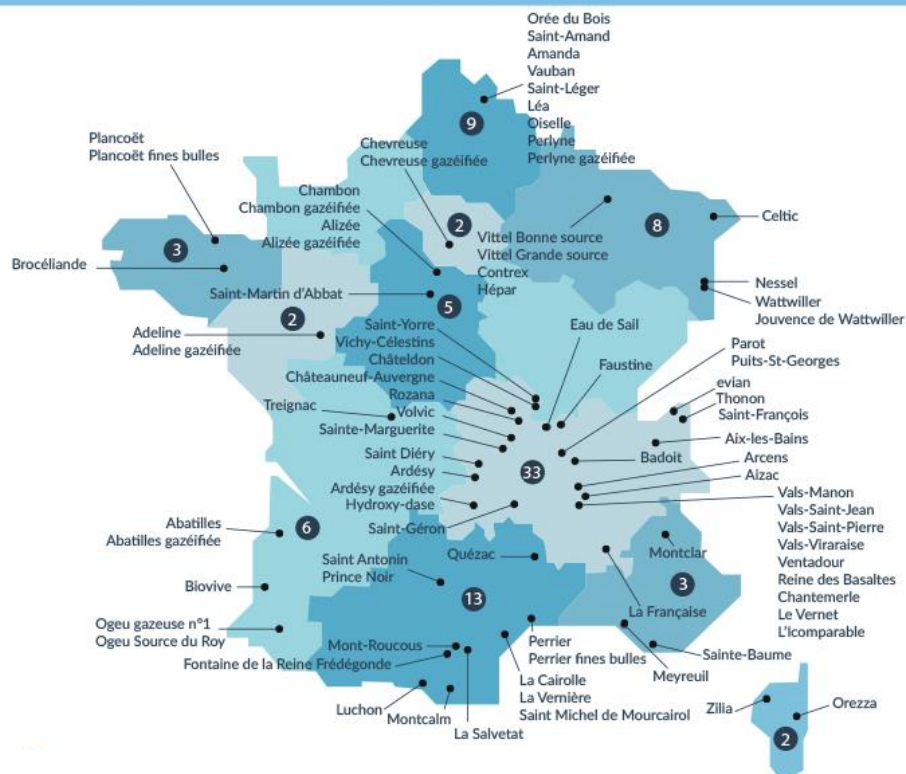 Orée du Bois
Saint-Amand
Amanda
Vauban
Saint-Léger
Léa
Oiselle
Perlyne
Perlyne gazéifiée
9
Plancoët
Plancoët fines bulles
Chevreuse
Chevreuse gazéifiée
Chambon
Chambon gazéifiée
Alizée
Alizée gazéifiée
2
8
Celtic
3
Vittel Bonne source
Vittel Grande source
Contrex
Hépar
Brocéliande
Nessel
Wattwiller
Jouvence de Wattwiller
Saint-Martin d'Abbat
5
2
Adeline
Adeline gazéifiée
Saint-Yorre
Vichy-Célestins
Châteldon
Châteauneuf-Auvergne
Rozana
Volvic
Sainte-Marguerite
Eau de Sail
Faustine
Parot
Puits-St-Georges
evian
Thonon
Saint-François
Treignac
Aix-les-Bains
Saint Diéry
Ardésy
Ardésy gazéifiée
Hydroxy-dase
Badoit
Arcens
Aizac
33
Vals-Manon
Vals-Saint-Jean
Vals-Saint-Pierre
Vals-Viraraise
Ventadour
Reine des Basaltes
Chantemerle
Le Vernet
L'Icomparable
Saint-Géron
6
Abatilles
Abatilles gazéifiée
Quézac
Montclar
Saint Antonin
Prince Noir
3
Biovive
13
La Française
Ogeu gazeuse n°1
Ogeu Source du Roy
Mont-Roucous
Fontaine de la Reine Frédégonde
Perrier
Perrier fines bulles
Sainte-Baume
Meyreuil
La Cairolle
La Vernière
Saint Michel de Mourcairol
Luchon
Montcalm
La Salvetat
Zilia
Orezza
2